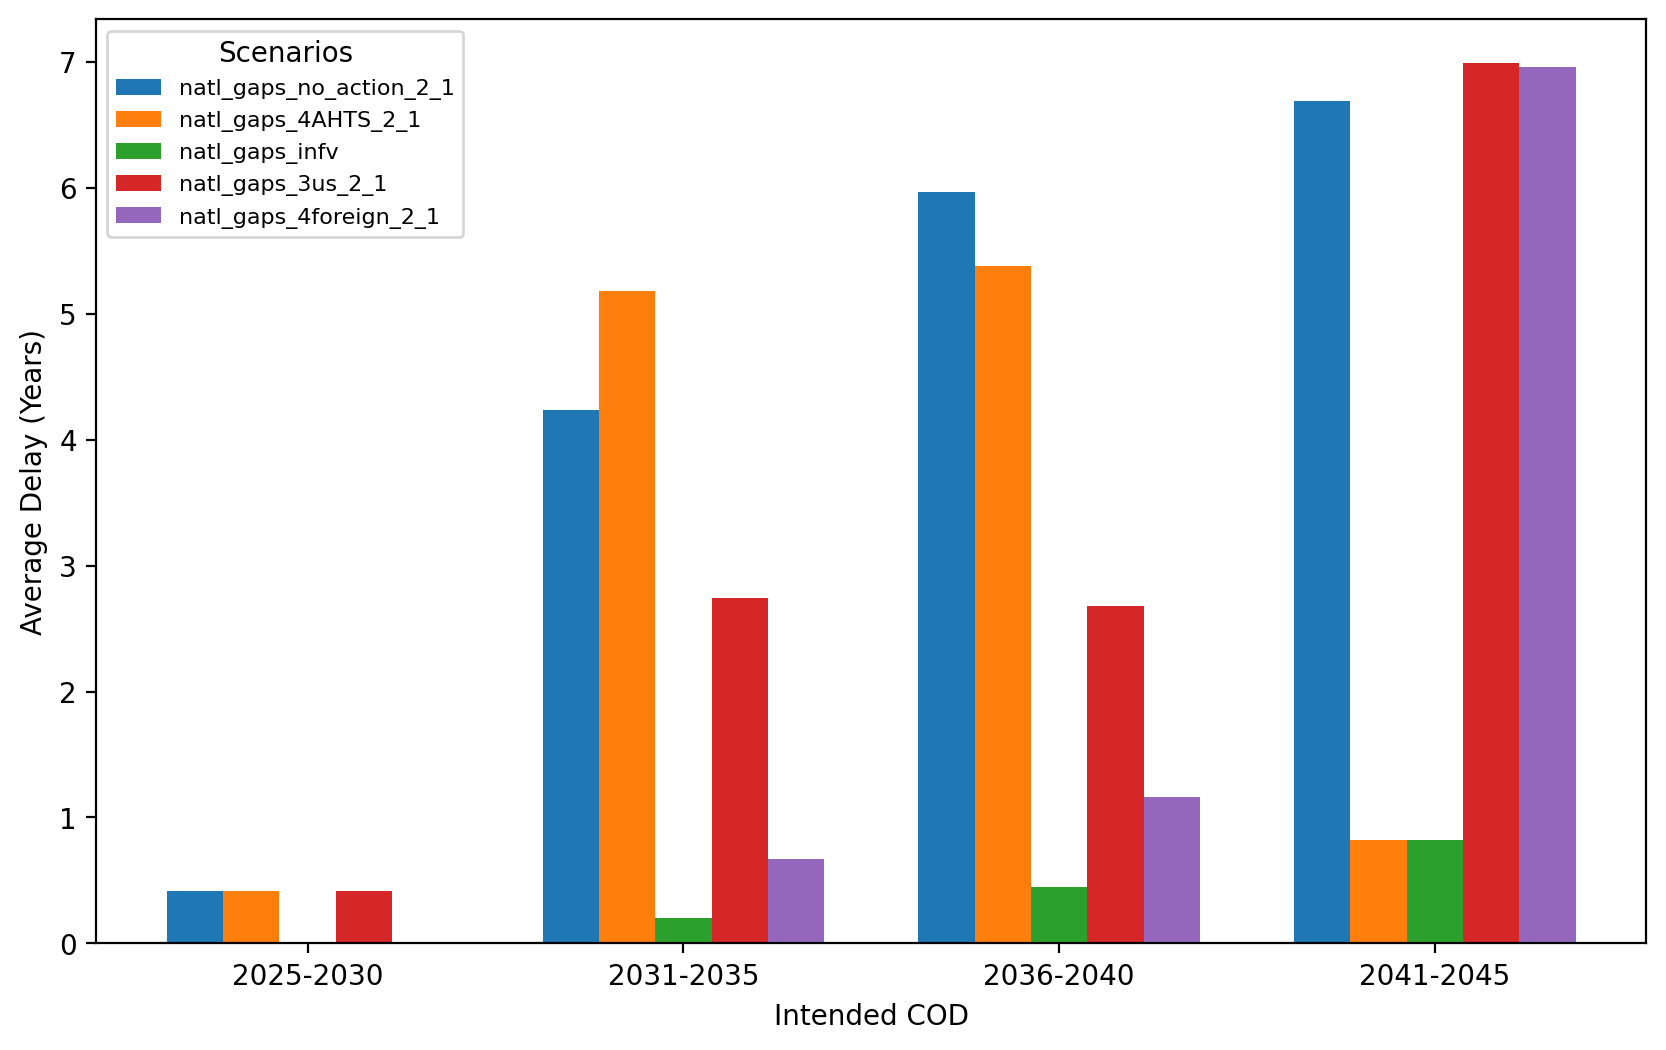 Scenarios
natl_gaps_no_action_2_1
natl_gaps_4AHTS_2_1
natl_gaps_infv
natl_gaps_3us_2_1
natl_gaps_4foreign_2_1
Average Delay (Years)
7
6
5
4
3
2
1
0
2025-2030 2031-2035 2036-2040 2041-2045
Intended COD